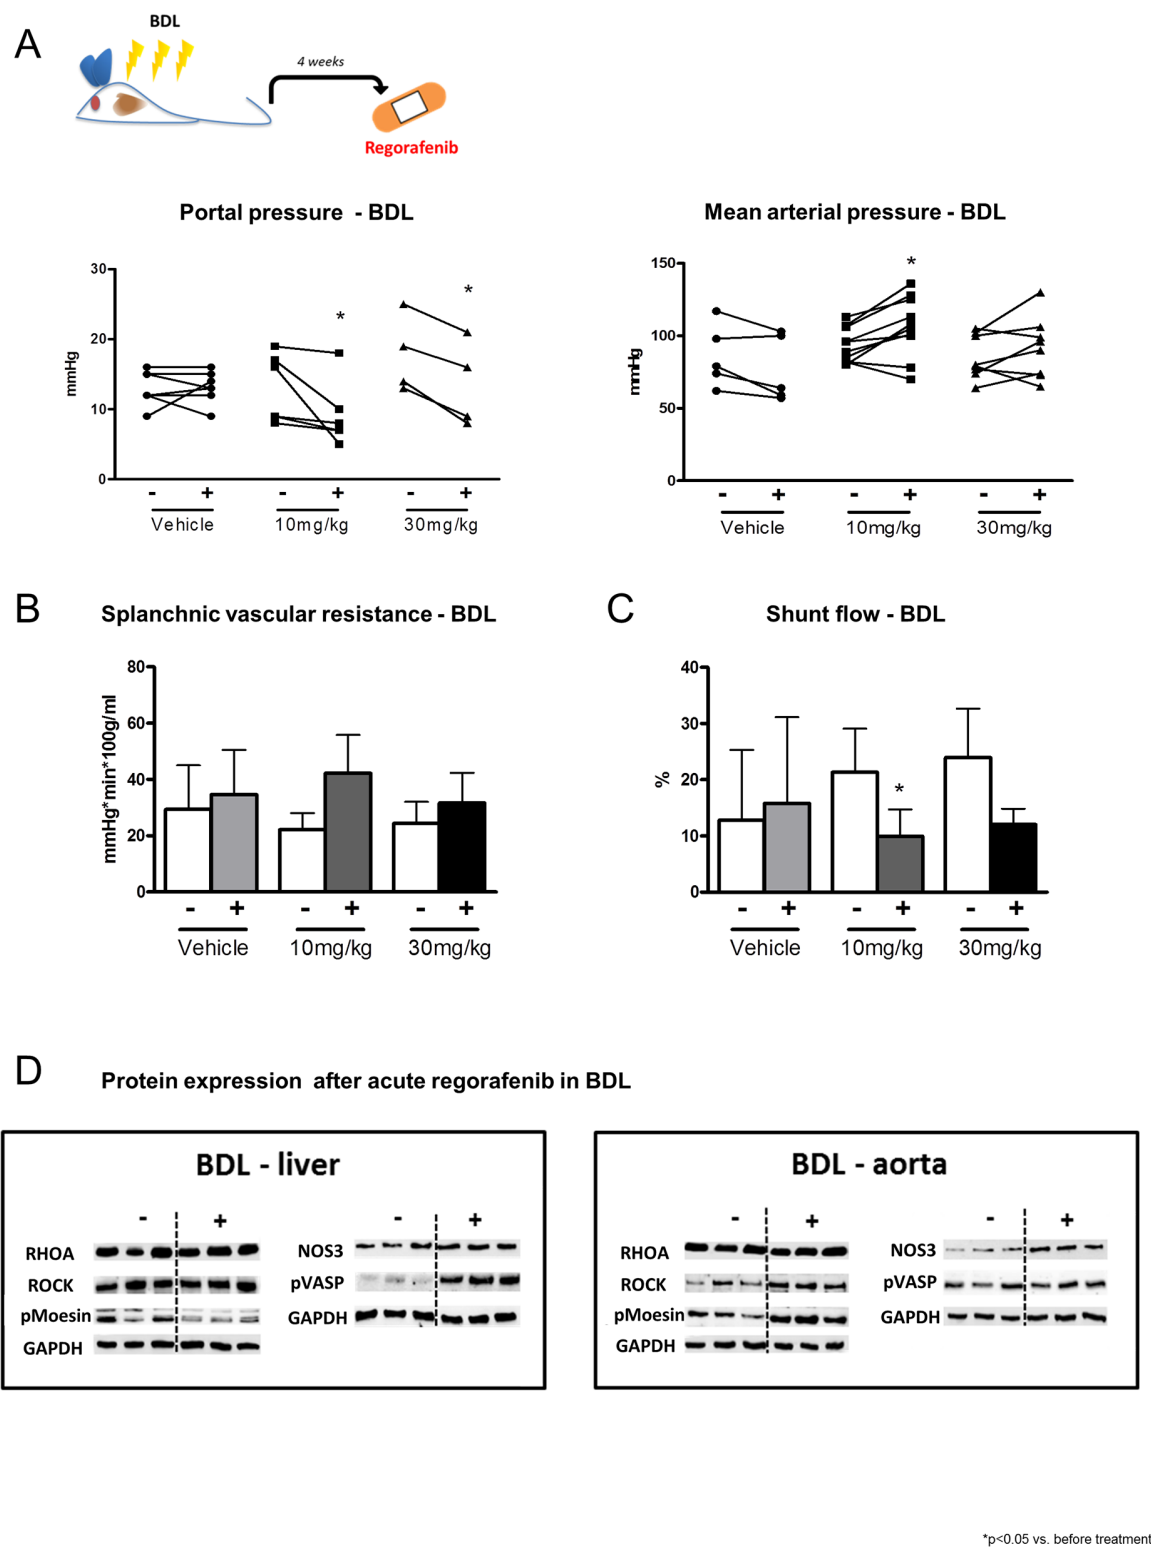 A
BDL
4 weeks
Regorafenib
Portal pressure - BDL
Mean arterial pressure - BDL
mmHg
30
20
10
0
*
*
- + - + - +
Vehicle 10mg/kg 30mg/kg
mmHg
150
100
50
0
*
- + - + - +
Vehicle 10mg/kg 30mg/kg
B
Splanchnic vascular resistance - BDL
mmHg*min*100g/ml
80
60
40
20
0
- + - + - +
Vehicle 10mg/kg 30mg/kg
C
Shunt flow - BDL
%
40
30
20
10
0
*
- + - + - +
Vehicle 10mg/kg 30mg/kg
D
Protein expression after acute regorafenib in BDL
BDL - liver
- +
RHOA
ROCK
pMoesin
GAPDH
- +
NOS3
pVASP
GAPDH
BDL - aorta
- +
RHOA
ROCK
pMoesin
GAPDH
- +
NOS3
pVASP
GAPDH
*p<0.05 vs. before treatment